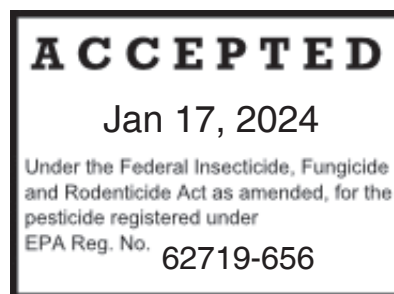 ACCEPTED
Jan 17, 2024
Under the Federal Insecticide, Fungicide
and Rodenticide Act as amended, for the
pesticide registered under
EPA Reg. No. 62719-656